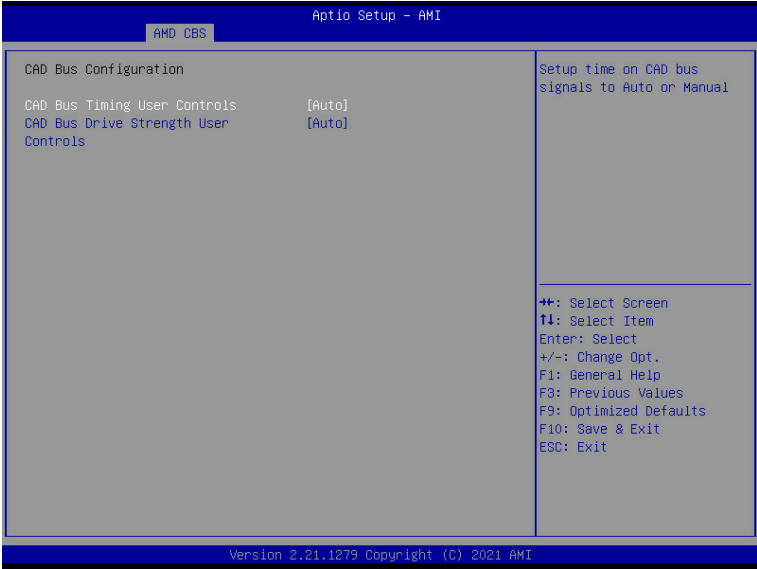 Aptio Setup – AMI
AMD CBS
CAD Bus Configuration
Setup time on CAD bus
signals to Auto or Manual
CAD Bus Timing User Controls [Auto]
CAD Bus Drive Strength User [Auto]
Controls
→←: Select Screen
↑↓: Select Item
Enter: Select
+/-: Change Opt.
F1: General Help
F3: Previous Values
F9: Optimized Defaults
F10: Save & Exit
ESC: Exit
Version 2.21.1279 Copyright (C) 2021 AMI